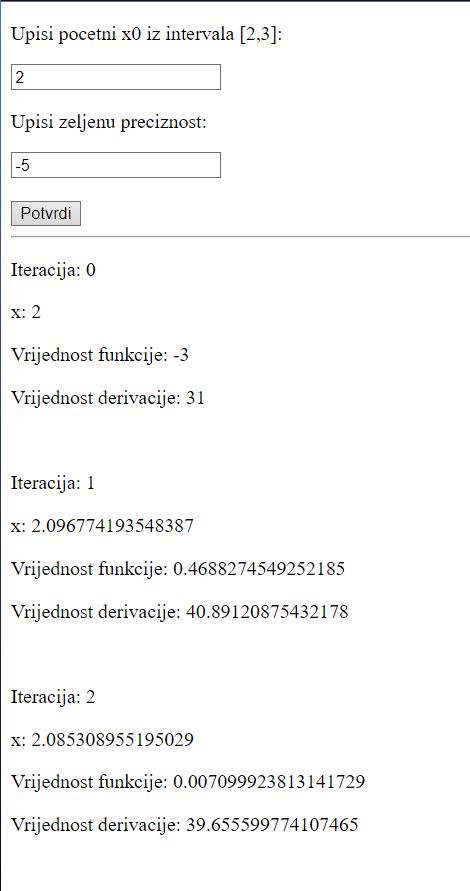 Upisi pocetni x0 iz intervala [2,3]:
2
Upisi zeljenu preciznost:
-5
Potvrdi
Iteracija: 0
x: 2
Vrijednost funkcije: -3
Vrijednost derivacije: 31
Iteracija: 1
x: 2.096774193548387
Vrijednost funkcije: 0.4688274549252185
Vrijednost derivacije: 40.89120875432178
Iteracija: 2
x: 2.085308955195029
Vrijednost funkcije: 0.007099923813141729
Vrijednost derivacije: 39.655599774107465